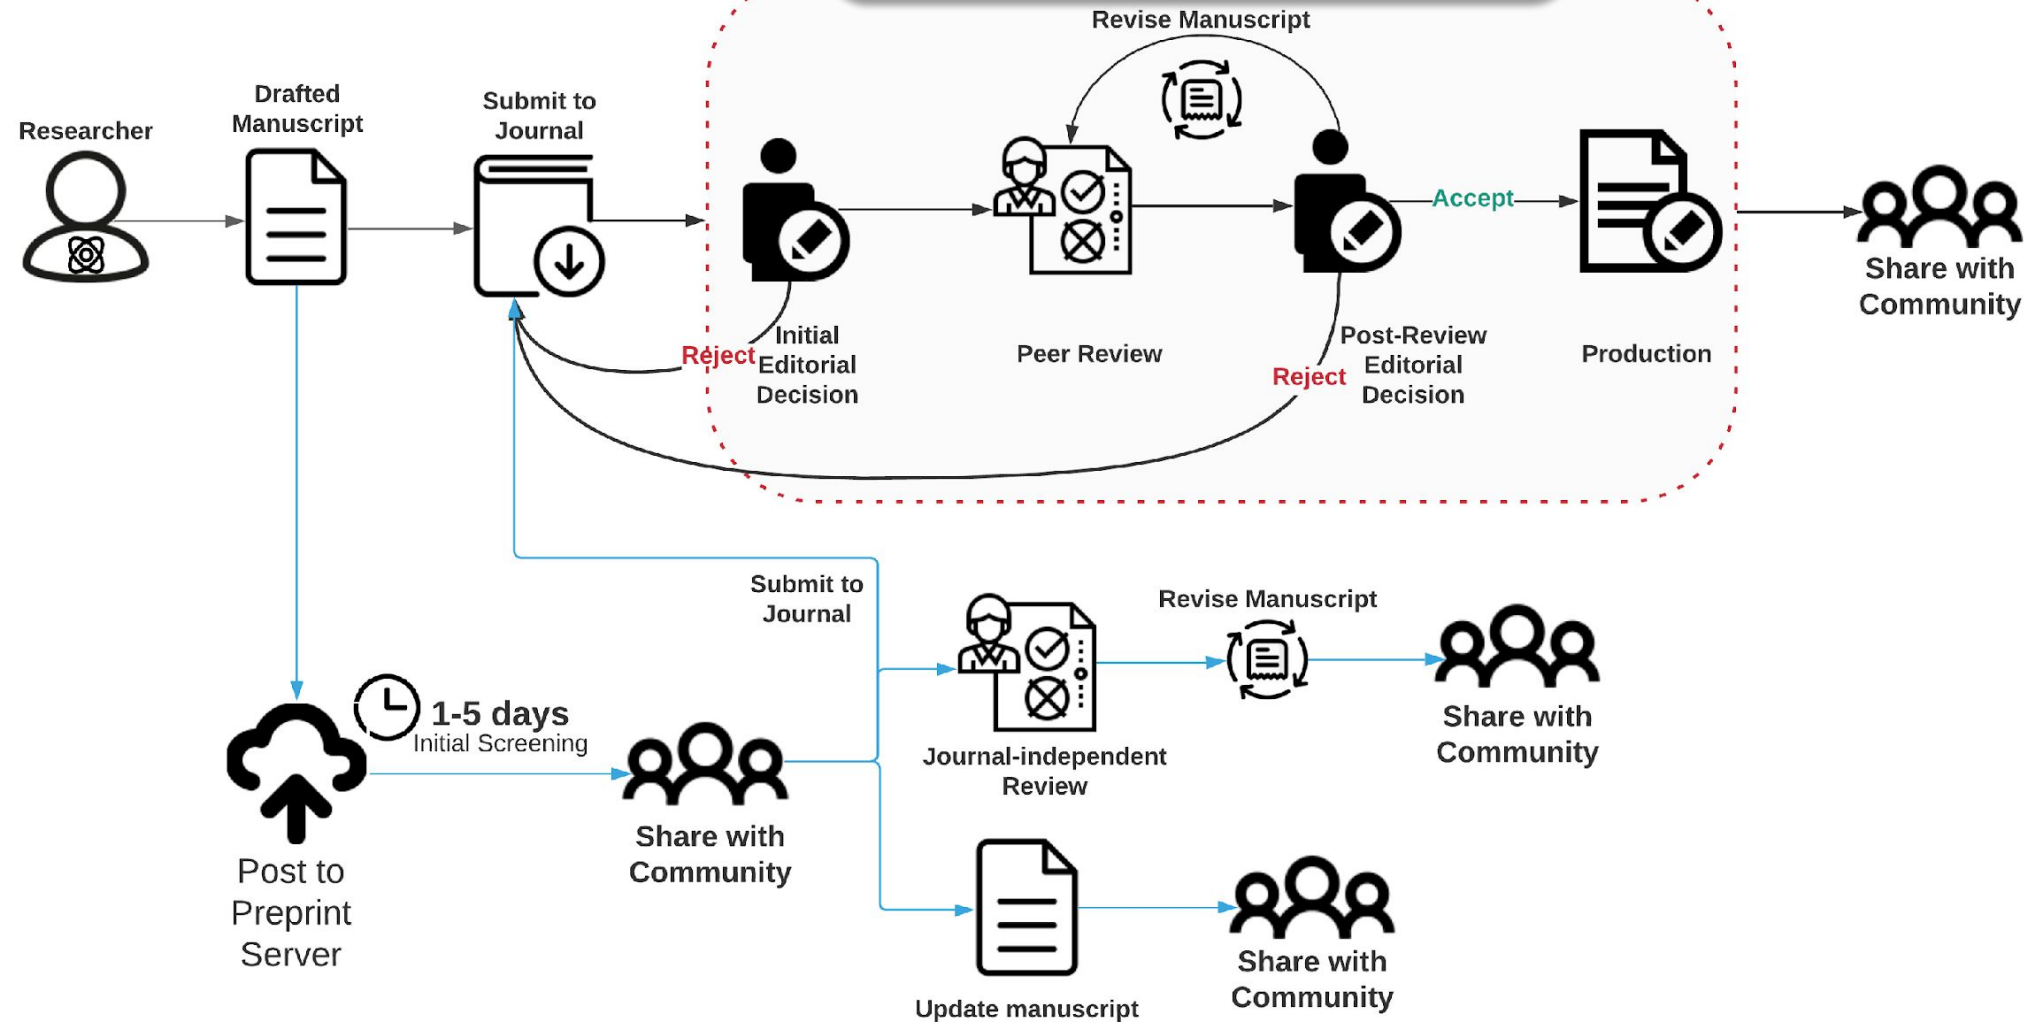 Revise Manuscript
Drafted
Manuscript
Submit to
Journal
Researcher
Accept
Share with
Community
Reject
Initial
Editorial
Decision
Peer Review
Reject
Post-Review
Editorial
Decision
Production
Submit to
Journal
Revise Manuscript
1-5 days
Initial Screening
Share with
Community
Journal-independent
Review
Share with
Community
Post to
Preprint
Server
Update manuscript
Share with
Community